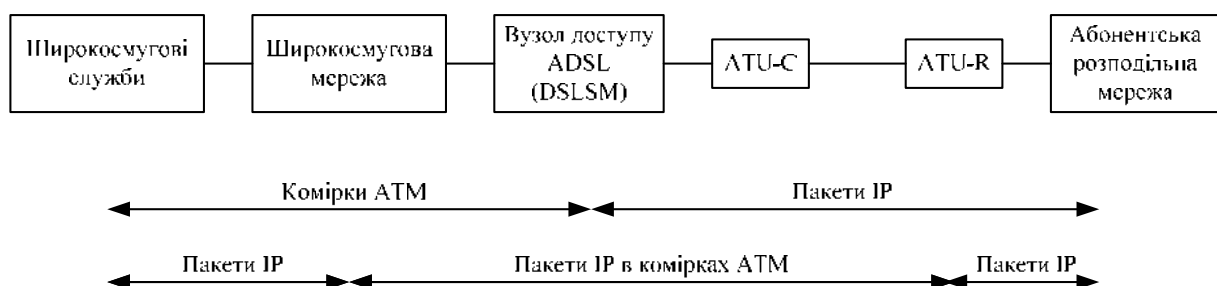 Широкосмугові
служби
Широкосмугова
мережа
Вузол доступу
ADSL
(DSLSM)
ATU-C
ATU-R
Абонентська
розподільна
мережа
Комірки ATM
Пакети IP
Пакети IP
Пакети IP в комірках ATM
Пакети IP